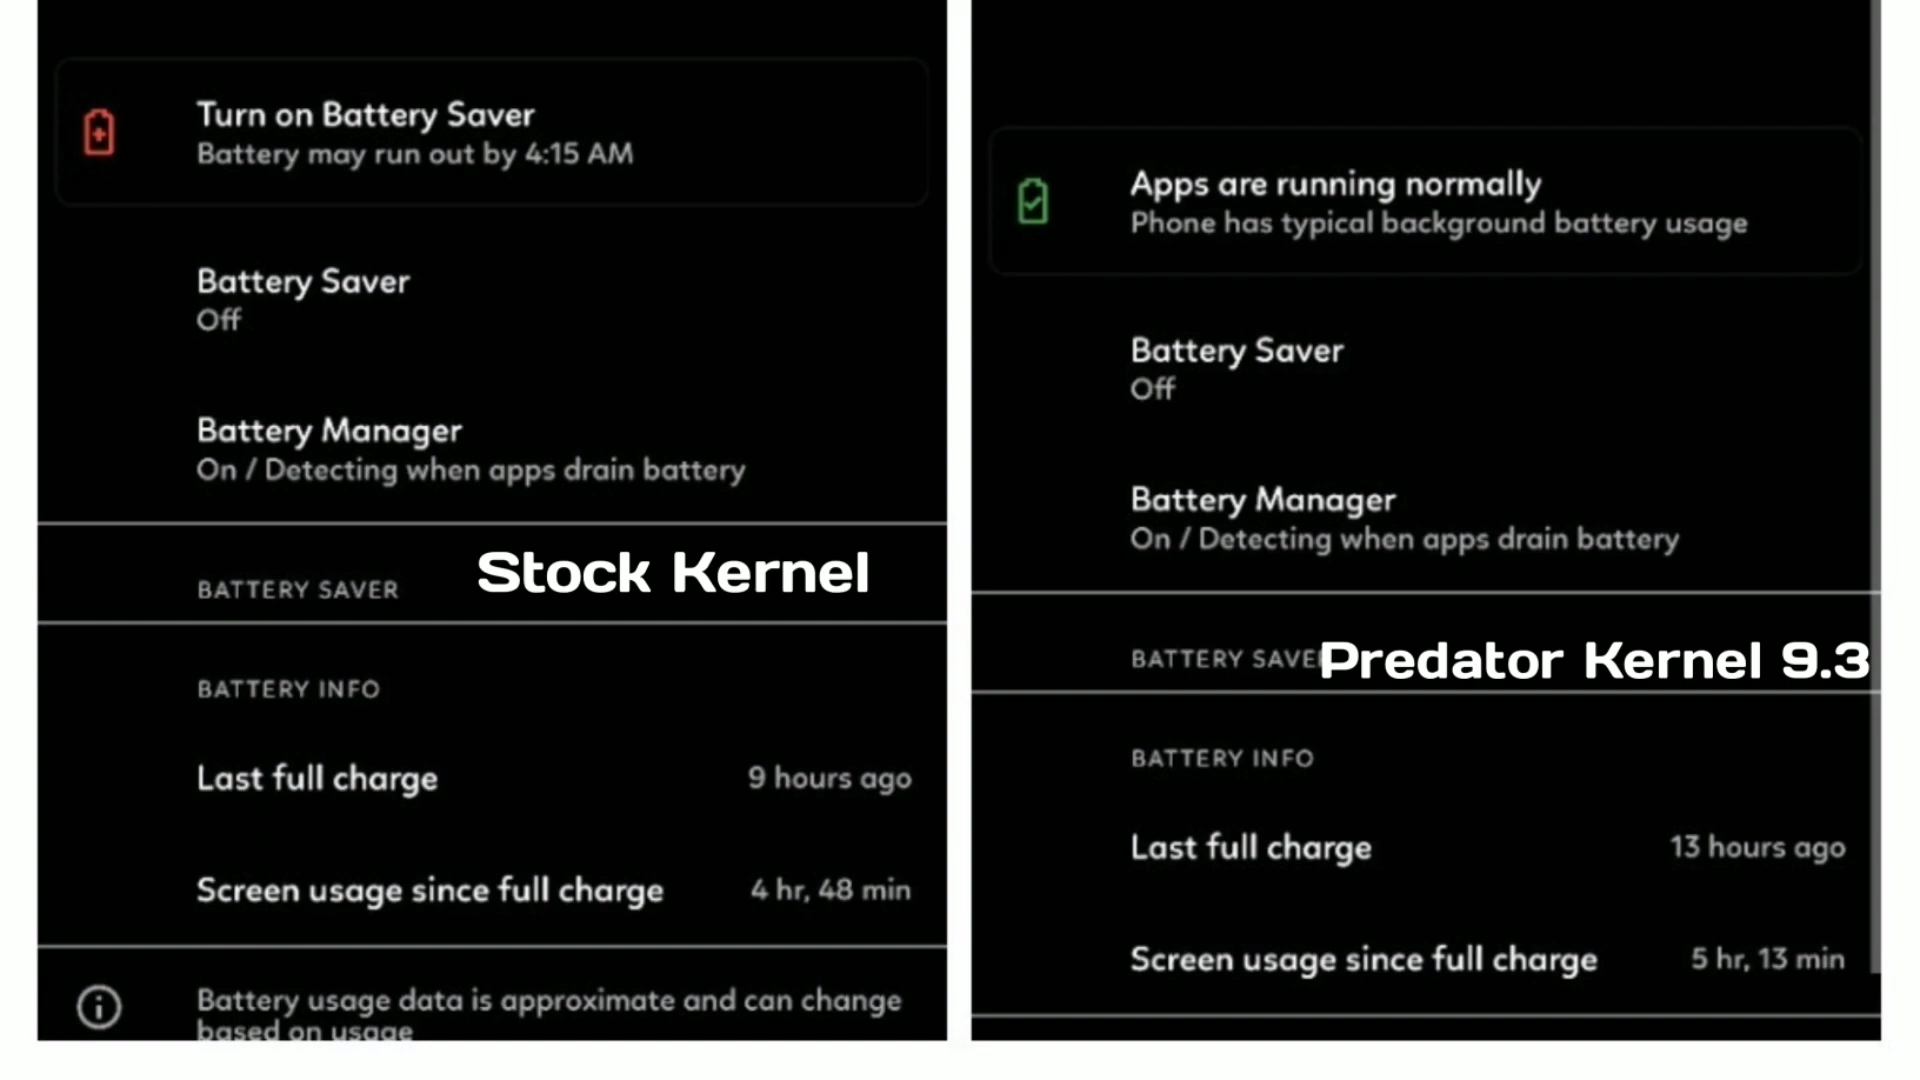 Turn on Battery Saver
Battery may run out by 4:15 AM
Battery Saver
Off
Battery Manager
On / Detecting when apps drain battery
Stock Kernel
BATTERY SAVER
BATTERY INFO
Last full charge 9 hours ago
Screen usage since full charge 4 hr, 48 min
Battery usage data is approximate and can change
based on usage
Apps are running normally
Phone has typical background battery usage
Battery Saver
Off
Battery Manager
On / Detecting when apps drain battery
BATTERY SAVE Predator Kernel 9.3
BATTERY INFO
Last full charge 13 hours ago
Screen usage since full charge 5 hr, 13 min